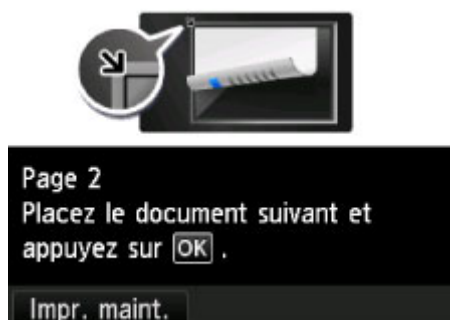 Page 2
Placez le document suivant et
appuyez sur OK .
Impr. maint.